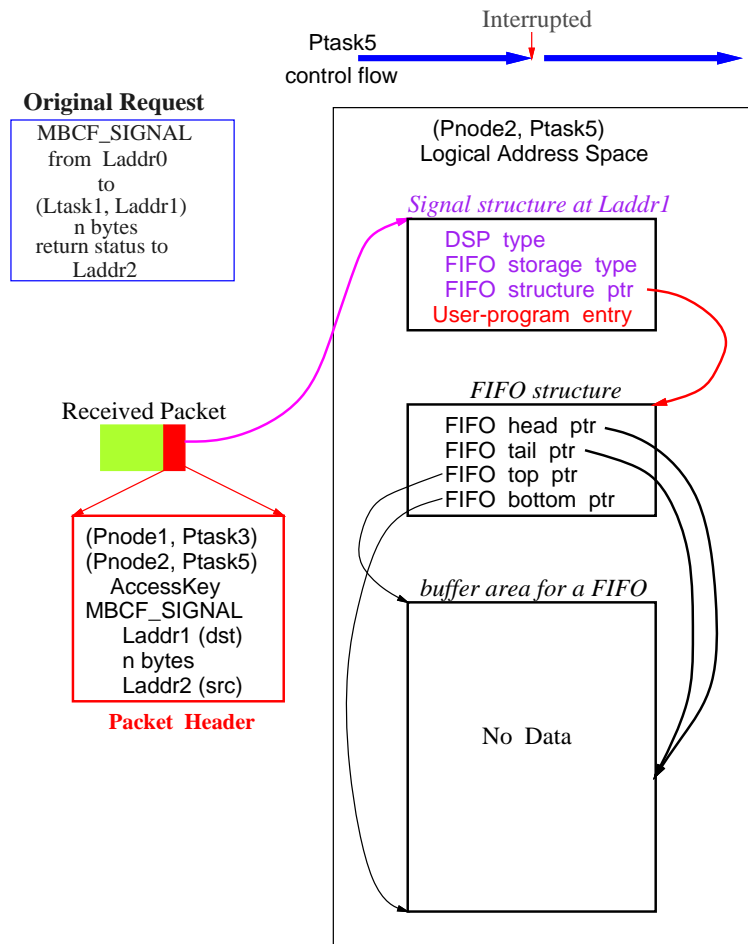 Interrupted
Ptask5
control flow
Original Request
MBCF_SIGNAL
from Laddr0
to
(Ltask1, Laddr1)
n bytes
return status to
Laddr2
(Pnode2, Ptask5)
Logical Address Space
Signal structure at Laddr1
DSP type
FIFO storage type
FIFO structure ptr
User-program entry
FIFO structure
FIFO head ptr
FIFO tail ptr
FIFO top ptr
FIFO bottom ptr
Received Packet
(Pnode1, Ptask3)
(Pnode2, Ptask5)
AccessKey
MBCF_SIGNAL
Laddr1 (dst)
n bytes
Laddr2 (src)
Packet Header
buffer area for a FIFO
No Data